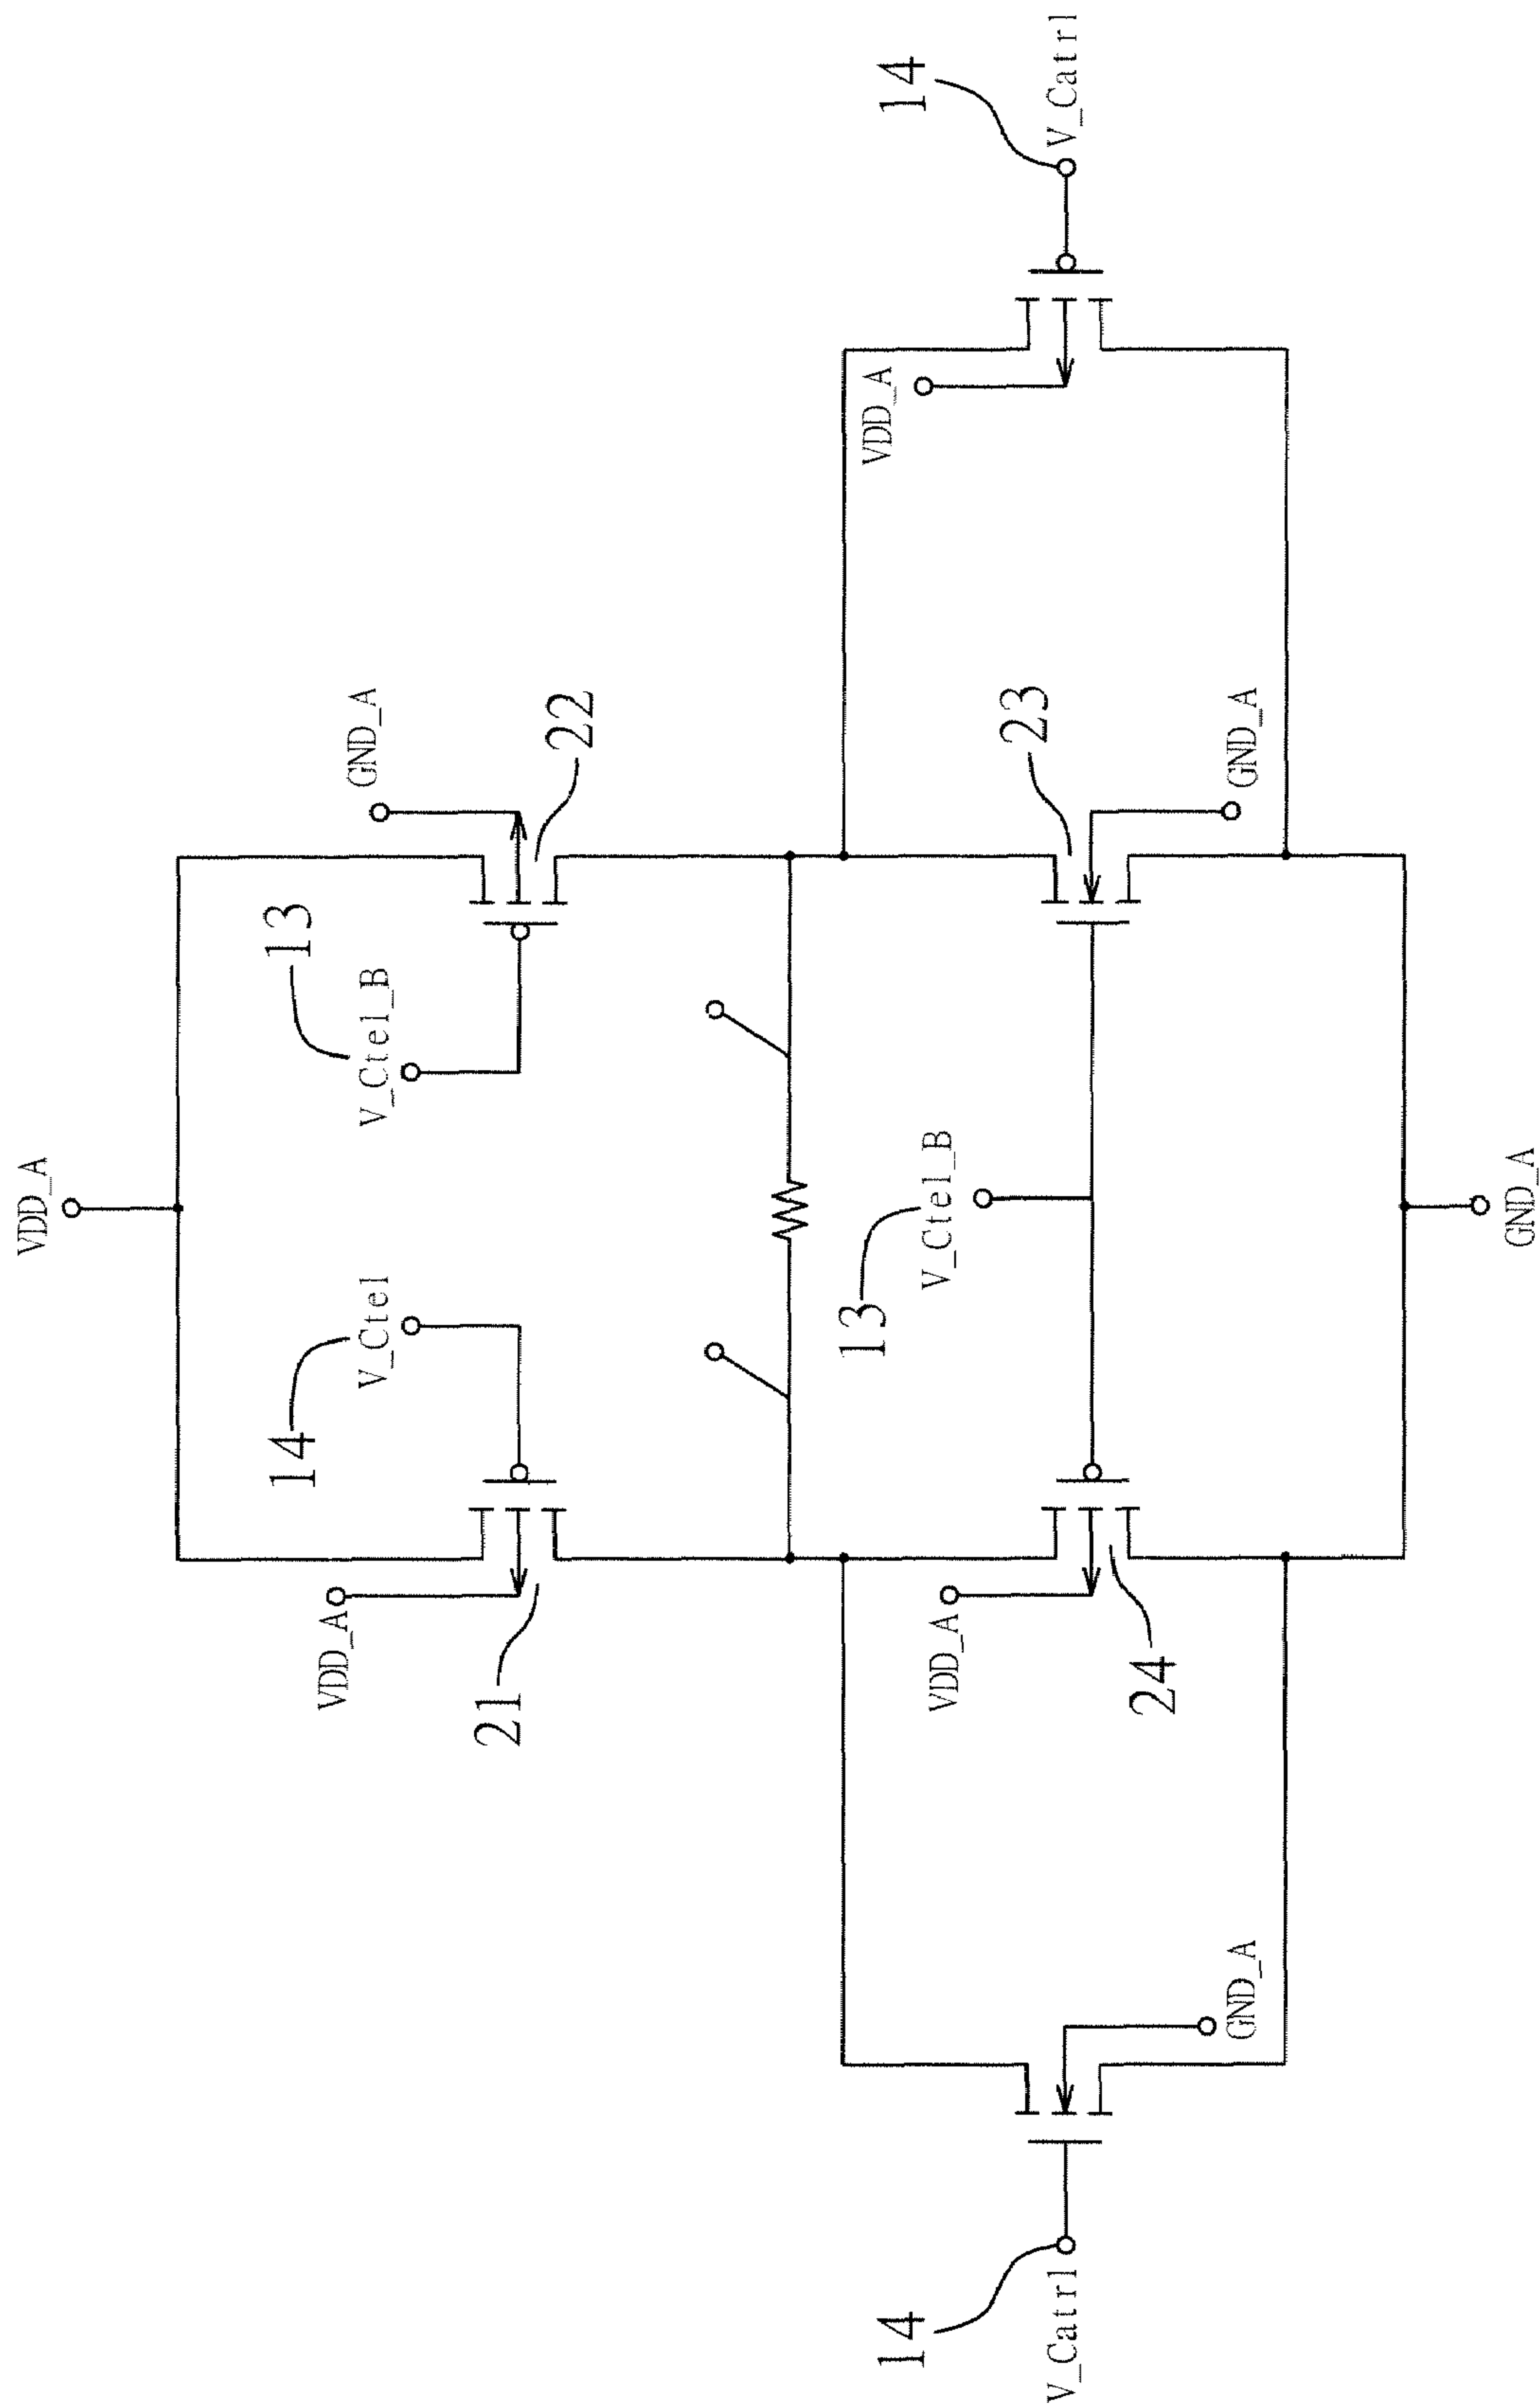 VDD_A
14
V_Ctel
13
V_Ctel_B
GND_A
VDD_A
21
22
13
V_Ctel_B
VDD_A
14
V_Catrl
VDD_A
24
23
14
V_Catrl
GND_A
GND_A
GND_A